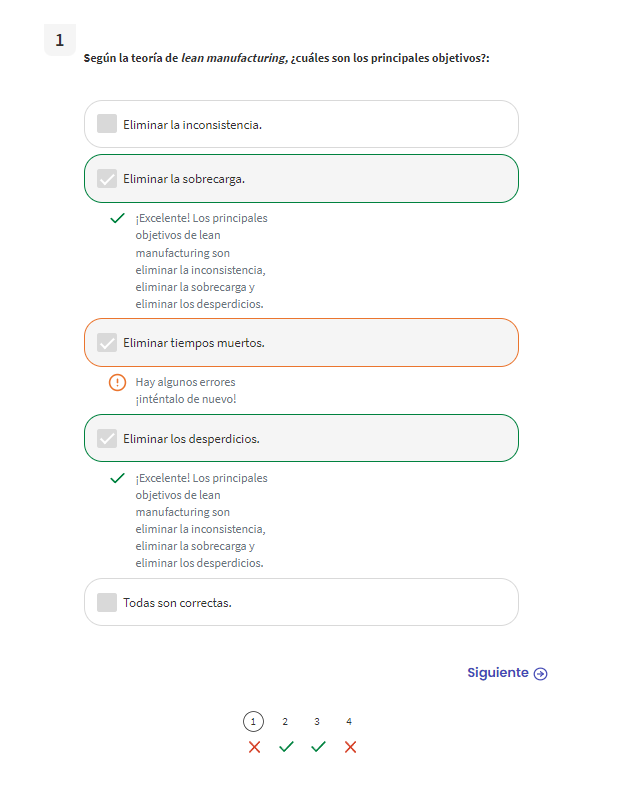 1
Según la teoría de lean manufacturing, ¿cuáles son los principales objetivos?:
Eliminar la inconsistencia.
Eliminar la sobrecarga.
¡Excelente! Los principales
objetivos de lean
manufacturing son
eliminar la inconsistencia,
eliminar la sobrecarga y
eliminar los desperdicios.
Eliminar tiempos muertos.
Hay algunos errores
¡inténtalo de nuevo!
Eliminar los desperdicios.
¡Excelente! Los principales
objetivos de lean
manufacturing son
eliminar la inconsistencia,
eliminar la sobrecarga y
eliminar los desperdicios.
Todas son correctas.
Siguiente
1 2 3 4